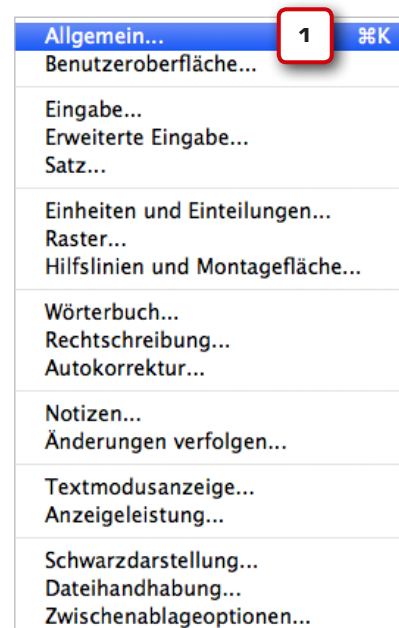 Allgemein... 1 ⌘K
Benutzeroberfläche...
Eingabe...
Erweiterte Eingabe...
Satz...
Einheiten und Einteilungen...
Raster...
Hilfslinien und Montagefläche...
Wörterbuch...
Rechtschreibung...
Autokorrektur...
Notizen...
Änderungen verfolgen...
Textmodusanzeige...
Anzeigeleistung...
Schwarzdarstellung...
Dateihandhabung...
Zwischenablageoptionen...